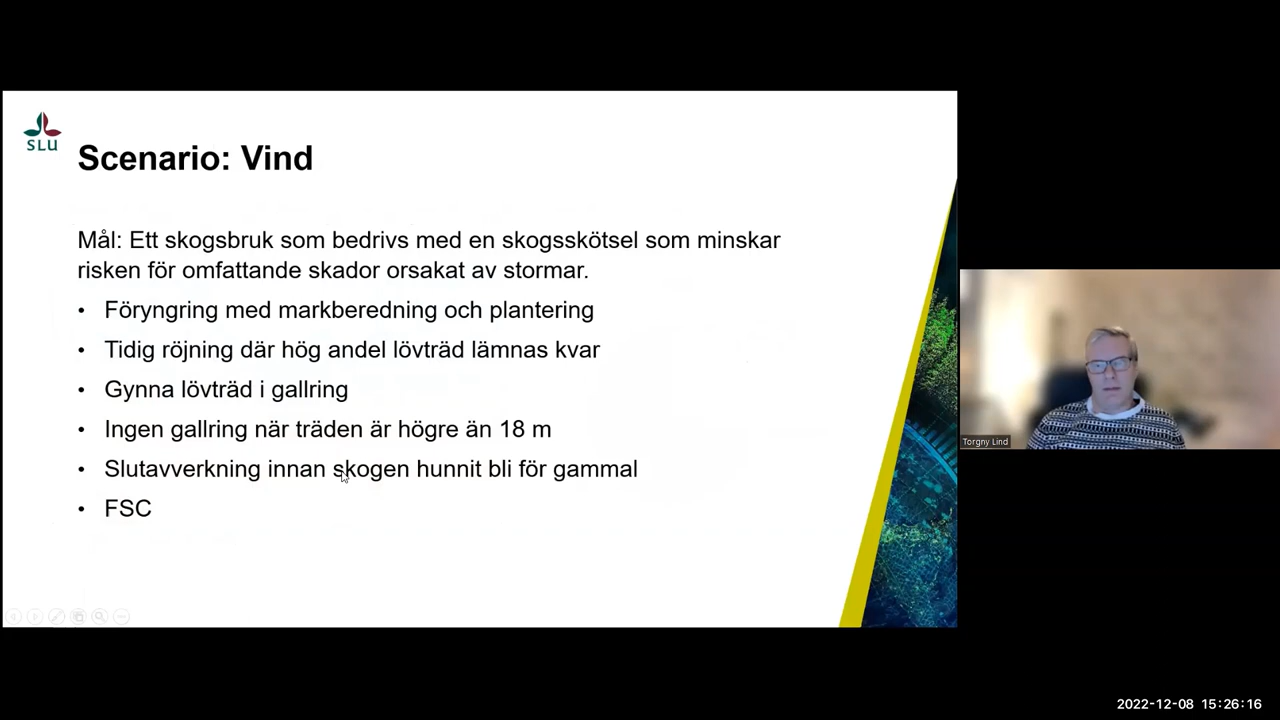 SLU
Scenario: Vind
Mål: Ett skogsbruk som bedrivs med en skogsskötsel som minskar
risken för omfattande skador orsakat av stormar.
• Föryngring med markberedning och plantering
• Tidig röjning där hög andel lövträd lämnas kvar
• Gynna lövträd i gallring
• Ingen gallring när träden är högre än 18 m
• Slutavverkning innan skogen hunnit bli för gammal
• FSC
Torgny Lind
2022-12-08 15:26:16